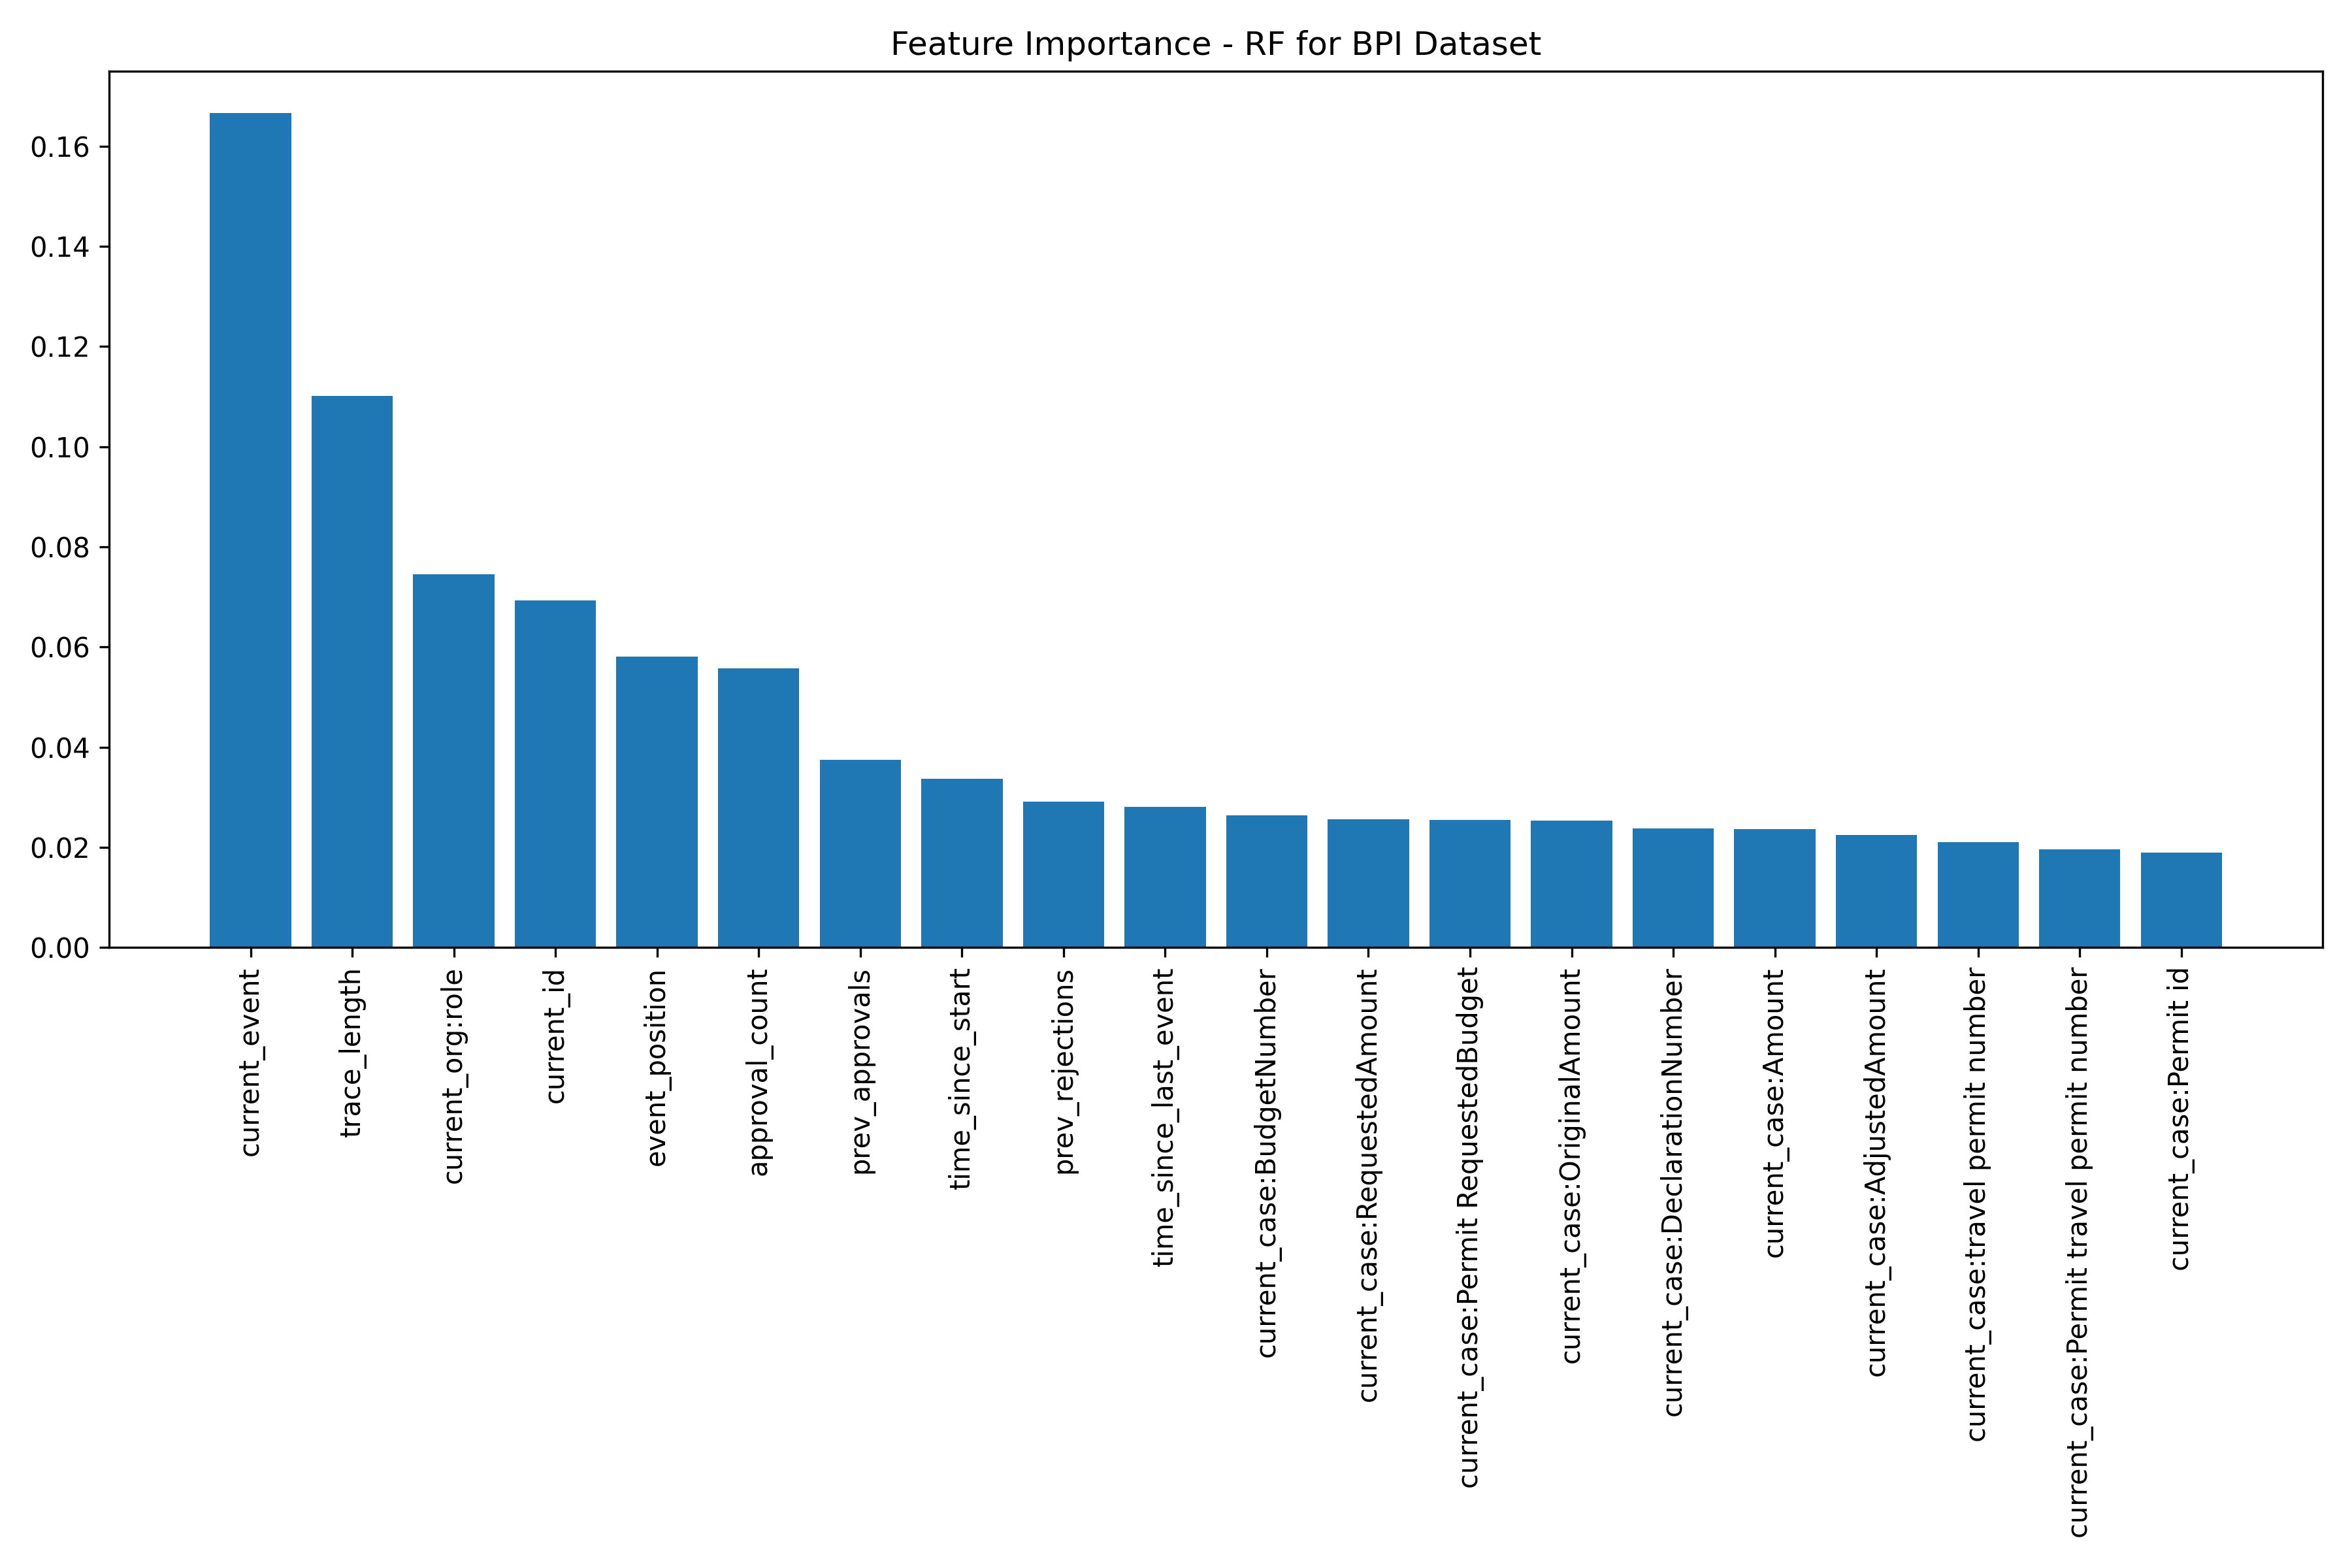 Feature Importance - RF for BPI Dataset
0.16
0.14
0.12
0.10
0.08
0.06
0.04
0.02
0.00
current_event
trace_length
current_org:role
current_id
event_position
approval_count
prev_approvals
time_since_start
prev_rejections
time_since_last_event
current_case:BudgetNumber
current_case:RequestedAmount
current_case:Permit RequestedBudget
current_case:OriginalAmount
current_case:DeclarationNumber
current_case:Amount
current_case:AdjustedAmount
current_case:travel permit number
current_case:Permit travel permit number
current_case:Permit id